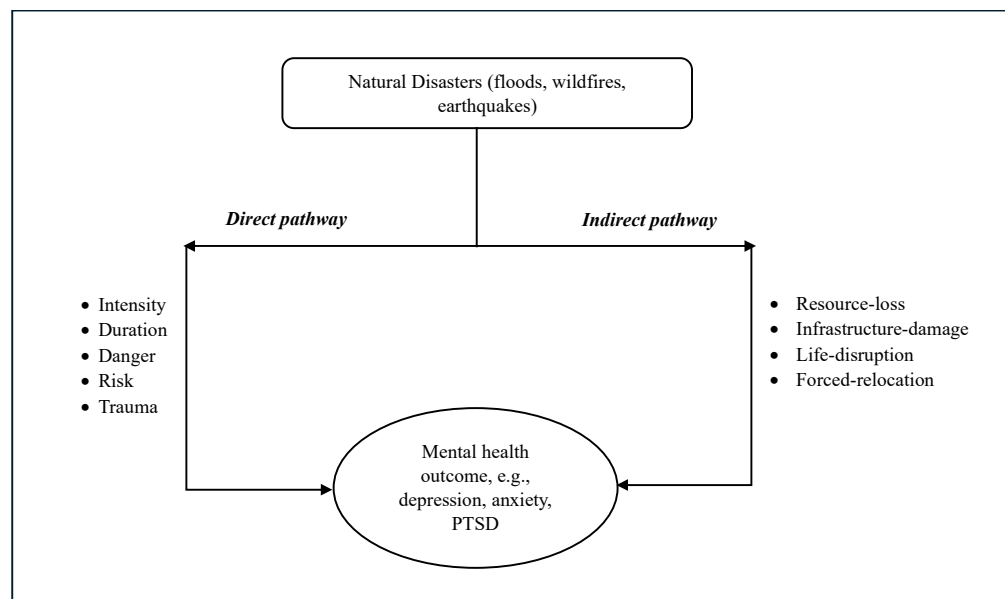 Natural Disasters (floods, wildfires,
earthquakes)
Direct pathway
Indirect pathway
• Intensity
• Duration
• Danger
• Risk
• Trauma
• Resource-loss
• Infrastructure-damage
• Life-disruption
• Forced-relocation
Mental health
outcome, e.g.,
depression, anxiety,
PTSD